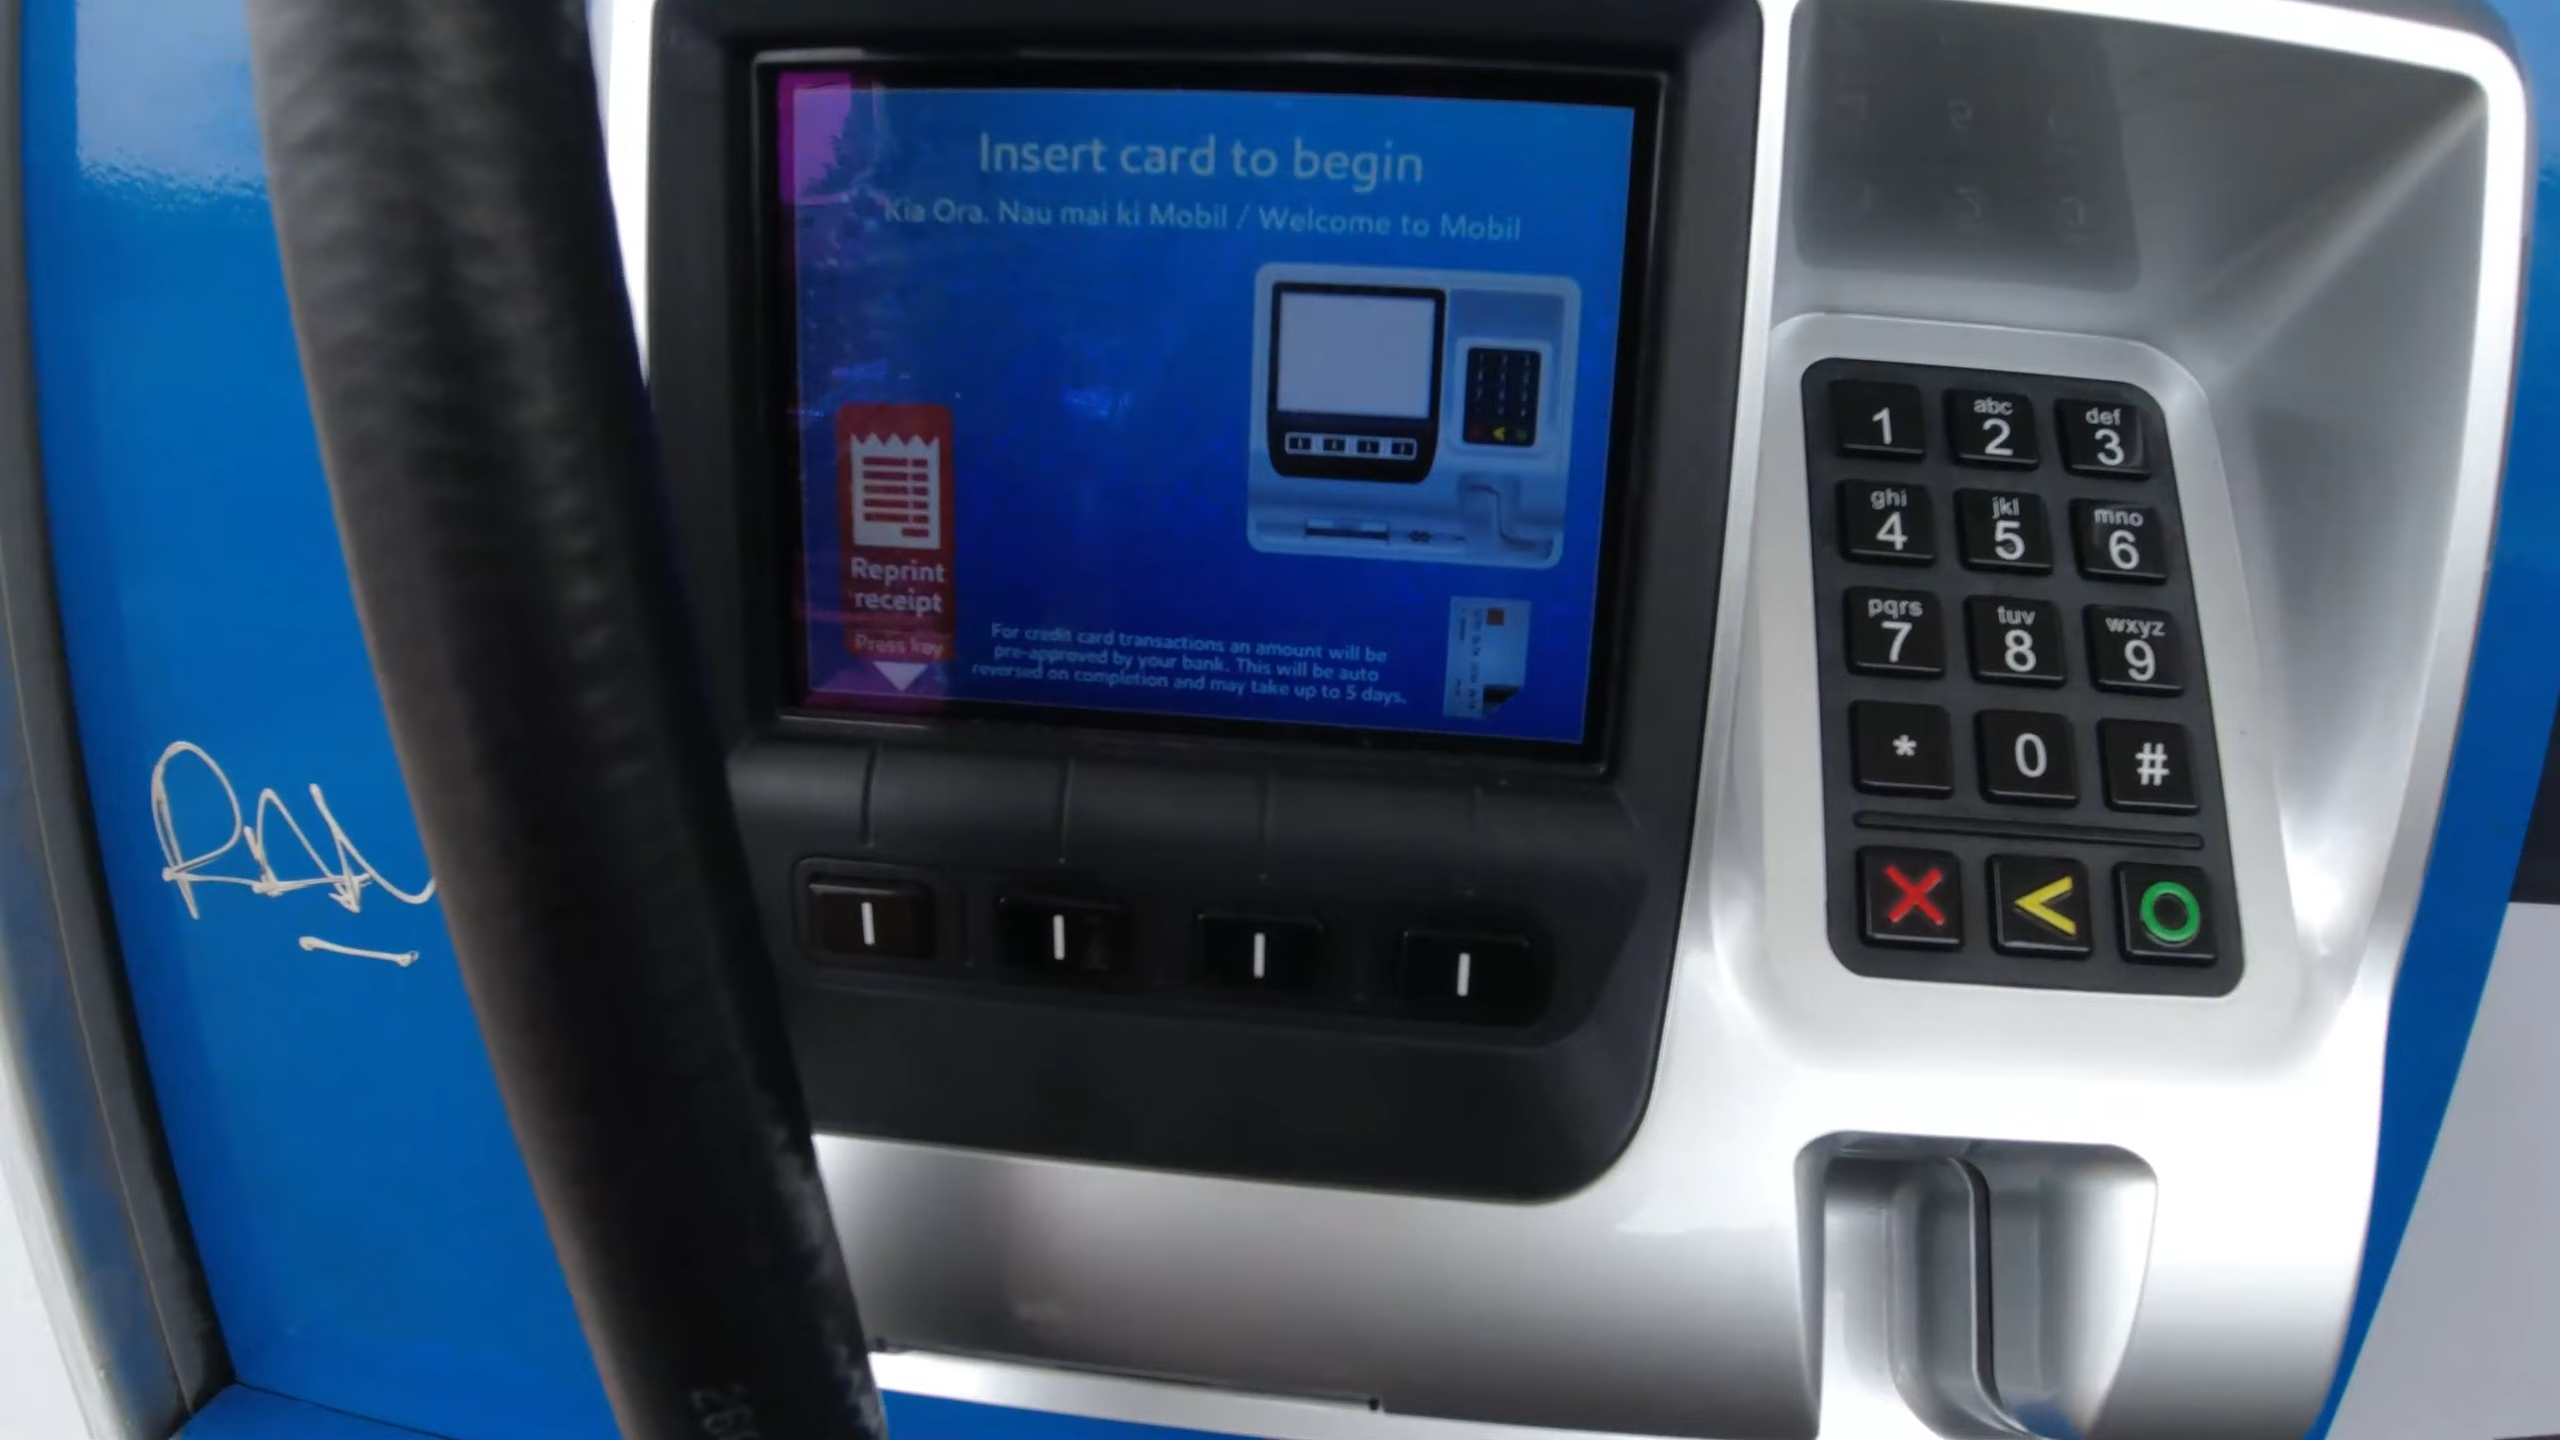 Insert card to begin
Kia Ora. Nau mai ki Mobil / Welcome to Mobil
Reprint
receipt
Press key
For credit card transactions an amount will be
pre-approved by your bank. This will be auto
reversed on completion and may take up to 5 days.
1 abc 2 def 3
ghi 4 jkl 5 mno 6
pqrs 7 tuv 8 wxyz 9
* 0 #